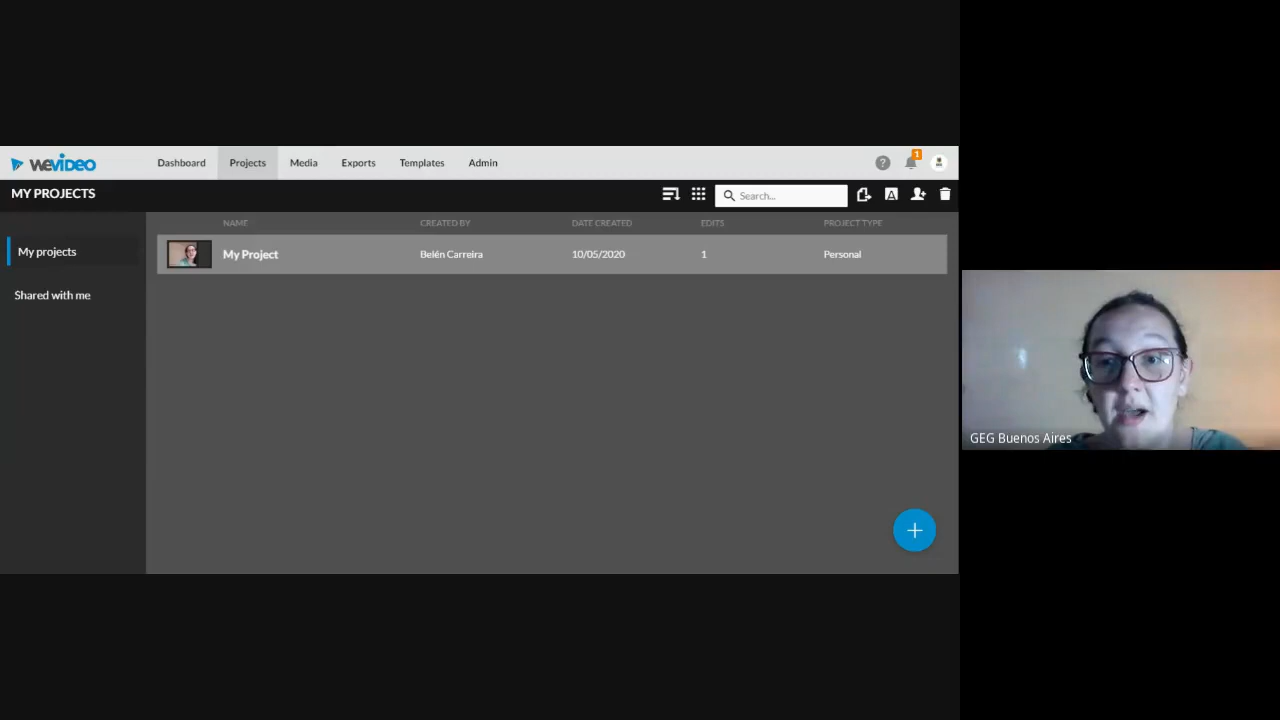 WEVIDEO Dashboard Projects Media Exports Templates Admin 1
MY PROJECTS Search... A
NAME CREATED BY DATE CREATED EDITS PROJECT TYPE
My projects
My Project Belén Carreira 10/05/2020 1 Personal
Shared with me
GEG Buenos Aires